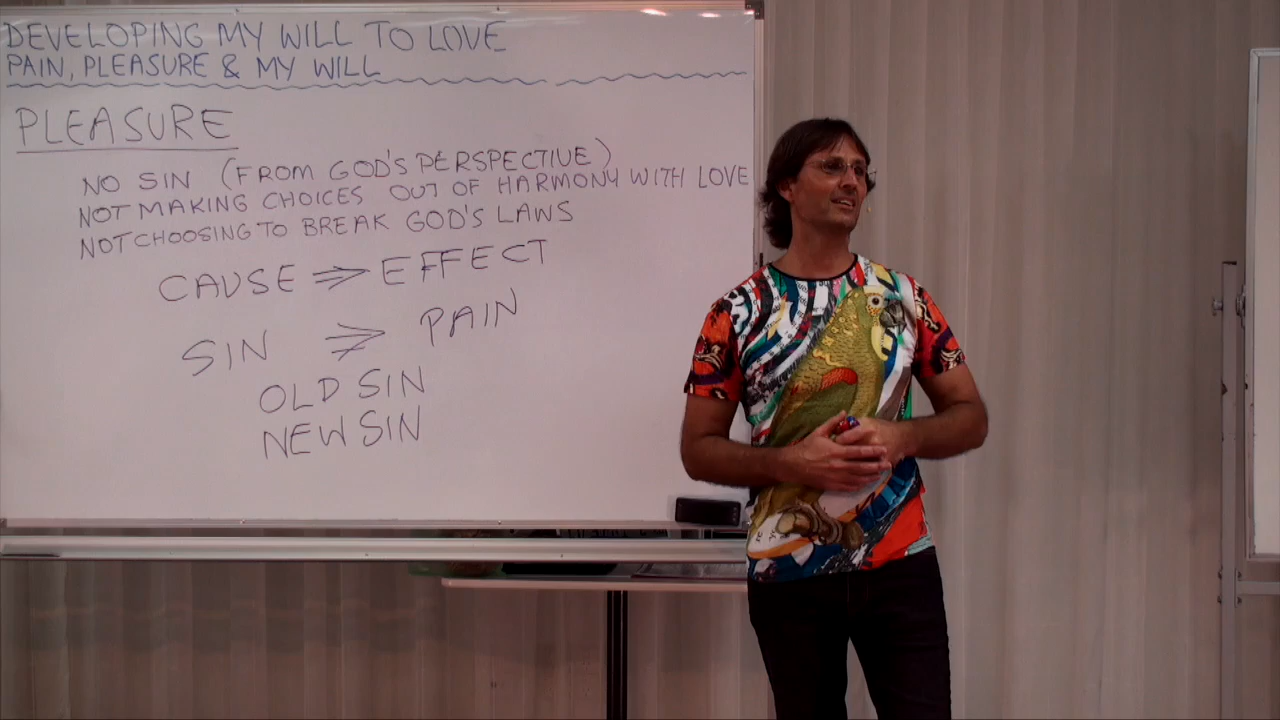 DEVELOPING MY WILL TO LOVE
PAIN, PLEASURE & MY WILL
PLEASURE
NO SIN (FROM GOD'S PERSPECTIVE)
NOT MAKING CHOICES OUT OF HARMONY WITH LOVE
NOT CHOOSING TO BREAK GOD'S LAWS
CAUSE ⇒ EFFECT
SIN ⇒ PAIN
OLD SIN
NEW SIN